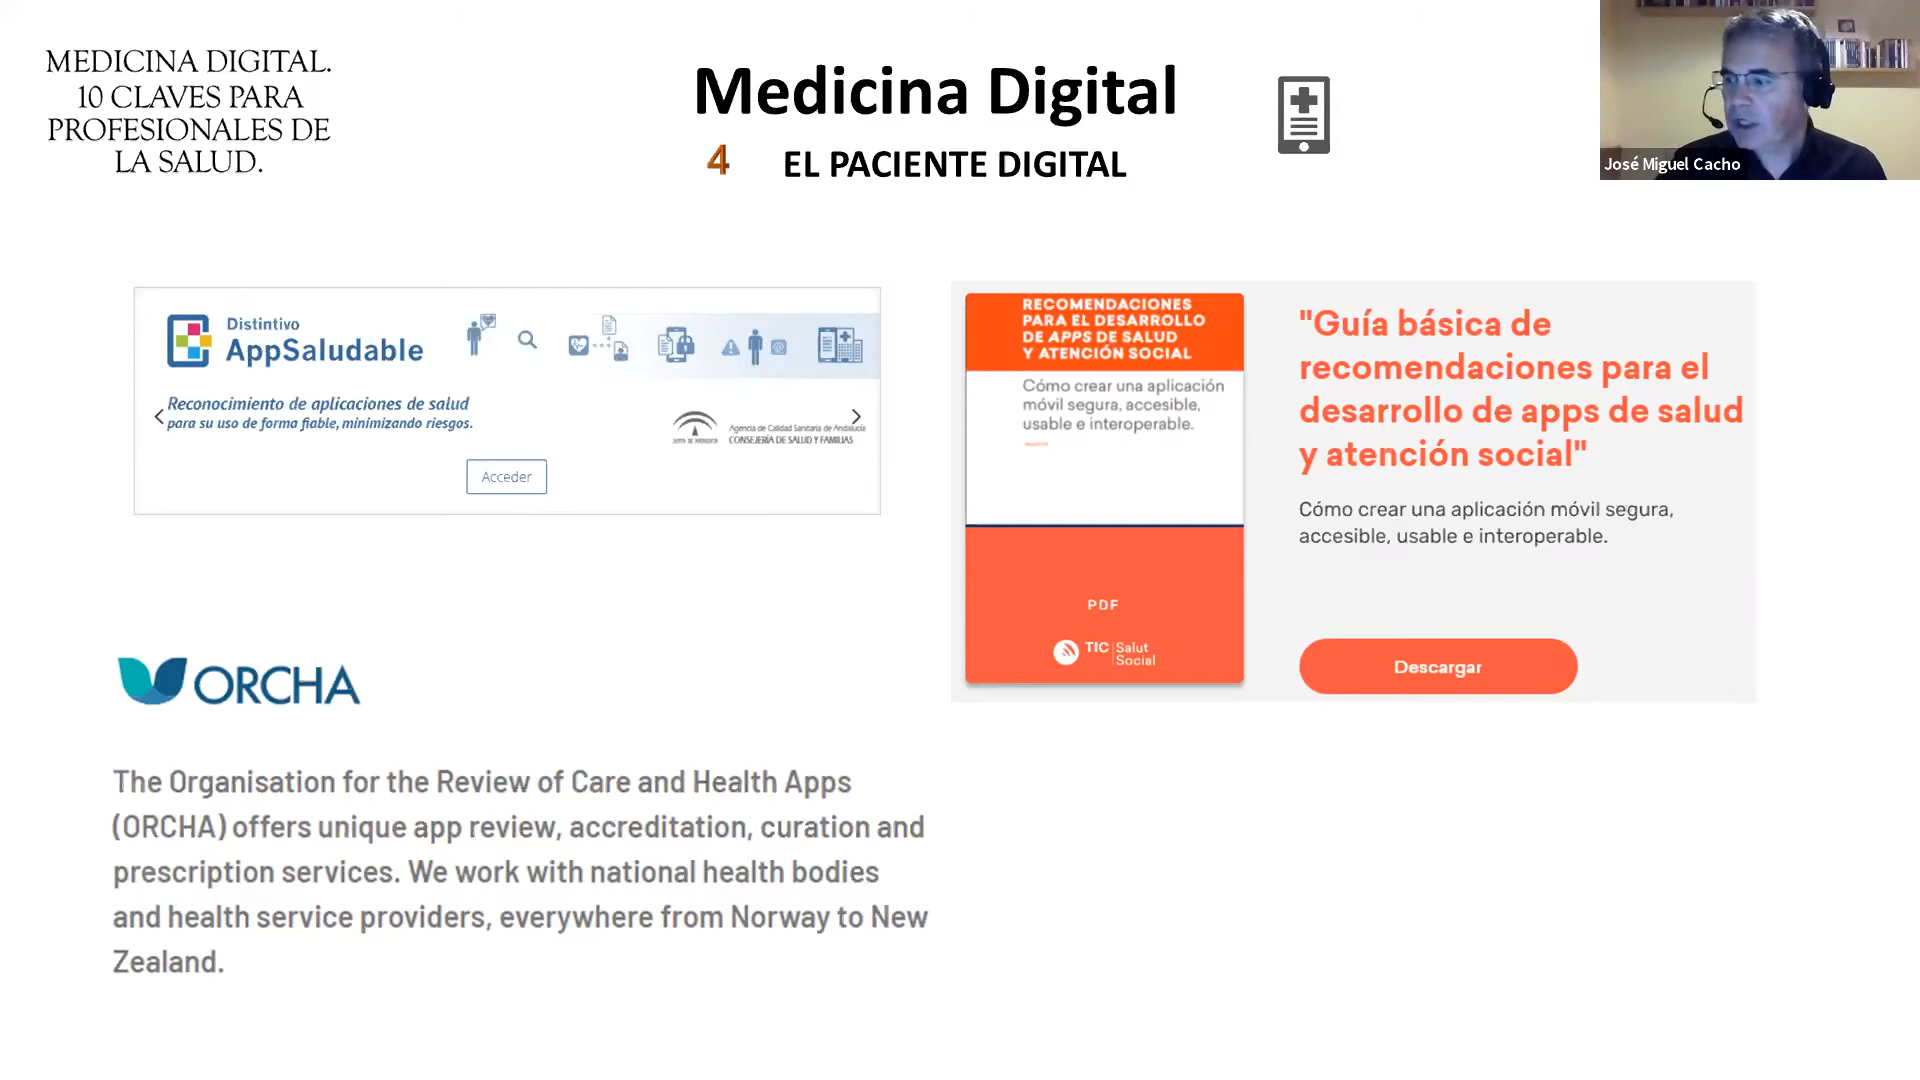 MEDICINA DIGITAL.
10 CLAVES PARA
PROFESIONALES DE
LA SALUD.
Medicina Digital
4 EL PACIENTE DIGITAL
José Miguel Cacho
Distintivo
AppSaludable
Reconocimiento de aplicaciones de salud
para su uso de forma fiable, minimizando riesgos.
JUNTA DE ANDALUCIA
Agencia de Calidad Sanitaria de Andalucía
CONSEJERÍA DE SALUD Y FAMILIAS
Acceder
RECOMENDACIONES
PARA EL DESARROLLO
DE APPS DE SALUD
Y ATENCIÓN SOCIAL
Cómo crear una aplicación
móvil segura, accesible,
usable e interoperable.
PDF
TIC Salut
Social
"Guía básica de
recomendaciones para el
desarrollo de apps de salud
y atención social"
Cómo crear una aplicación móvil segura,
accesible, usable e interoperable.
Descargar
ORCHA
The Organisation for the Review of Care and Health Apps
(ORCHA) offers unique app review, accreditation, curation and
prescription services. We work with national health bodies
and health service providers, everywhere from Norway to New
Zealand.